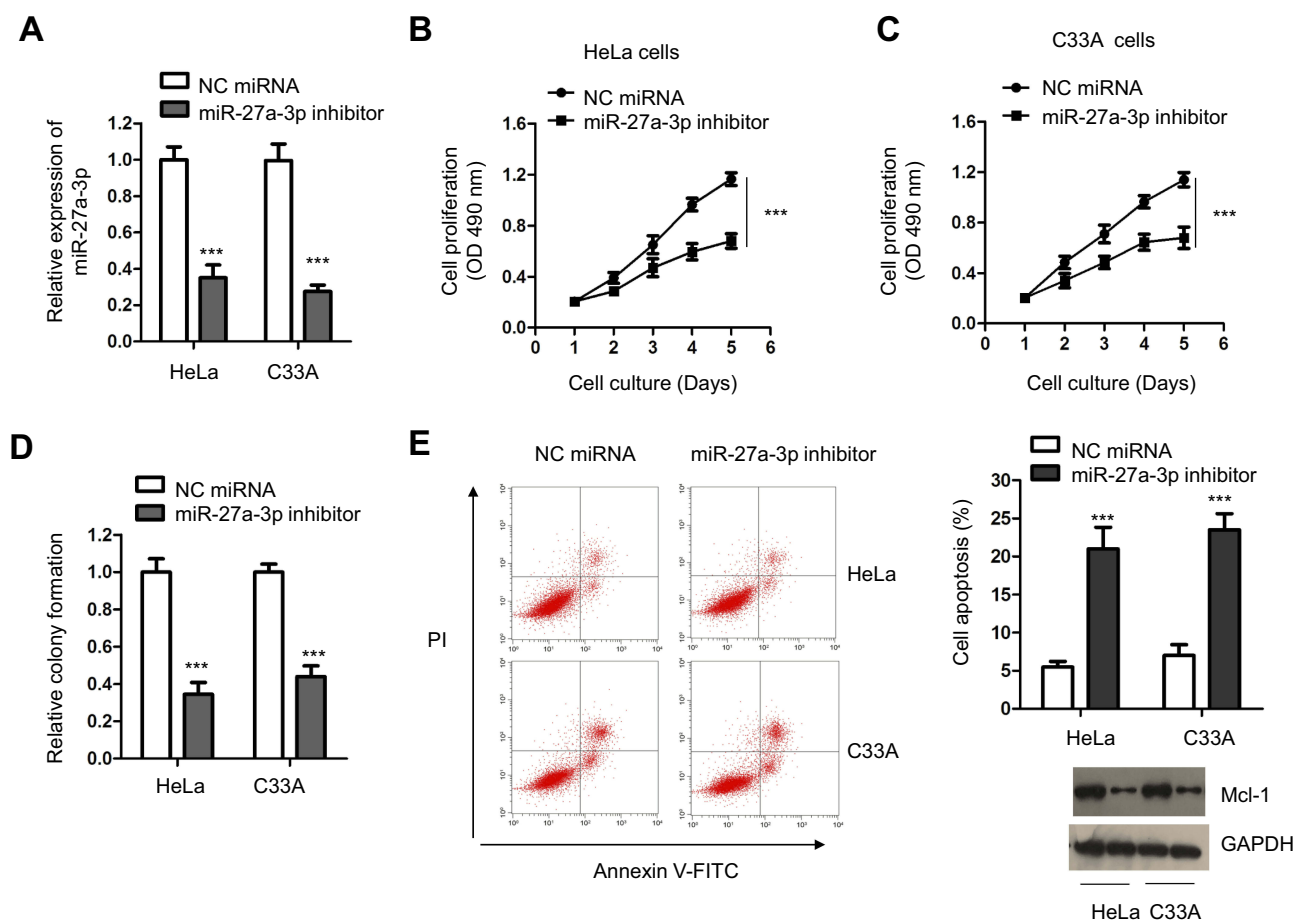 A
NC miRNA
miR-27a-3p inhibitor
Relative expression of
miR-27a-3p
1.2
1.0
0.8
0.6
0.4
0.2
0.0
***
***
HeLa
C33A
B
HeLa cells
NC miRNA
miR-27a-3p inhibitor
Cell proliferation
(OD 490 nm)
1.6
1.2
0.8
0.4
0.0
***
0 1 2 3 4 5 6
Cell culture (Days)
C
C33A cells
NC miRNA
miR-27a-3p inhibitor
Cell proliferation
(OD 490 nm)
1.6
1.2
0.8
0.4
0.0
***
0 1 2 3 4 5 6
Cell culture (Days)
D
NC miRNA
miR-27a-3p inhibitor
Relative colony formation
1.2
1.0
0.8
0.6
0.4
0.2
0.0
***
***
HeLa
C33A
E
NC miRNA
miR-27a-3p inhibitor
PI
HeLa
C33A
Annexin V-FITC
NC miRNA
miR-27a-3p inhibitor
Cell apoptosis (%)
30
25
20
15
10
5
0
***
***
HeLa
C33A
Mcl-1
GAPDH
HeLa C33A